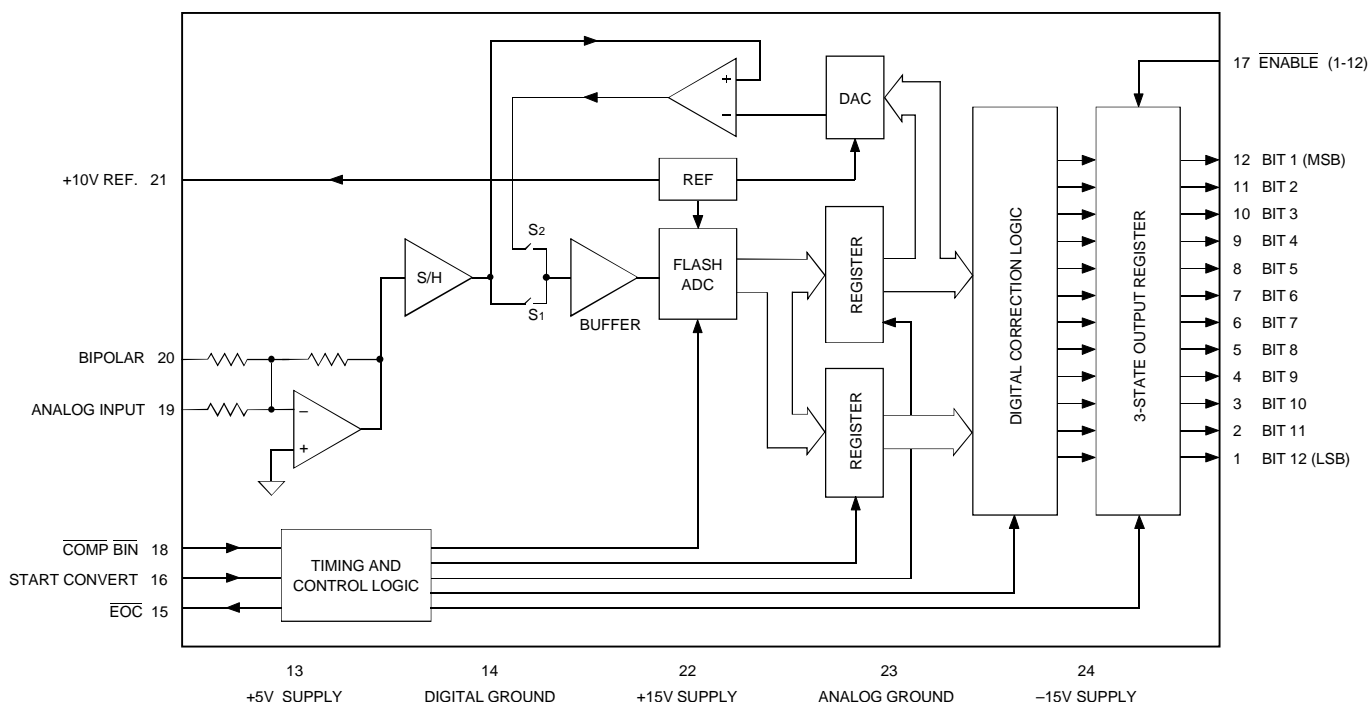 17 ENABLE (1-12)
+
–
DAC
+10V REF. 21
REF
12 BIT 1 (MSB)
11 BIT 2
10 BIT 3
9 BIT 4
8 BIT 5
7 BIT 6
6 BIT 7
5 BIT 8
4 BIT 9
3 BIT 10
2 BIT 11
1 BIT 12 (LSB)
S2
S1
S/H
BUFFER
FLASH
ADC
REGISTER
REGISTER
DIGITAL CORRECTION LOGIC
3-STATE OUTPUT REGISTER
BIPOLAR 20
ANALOG INPUT 19
–
+
COMP BIN 18
START CONVERT 16
EOC 15
TIMING AND
CONTROL LOGIC
13
+5V SUPPLY
14
DIGITAL GROUND
22
+15V SUPPLY
23
ANALOG GROUND
24
–15V SUPPLY